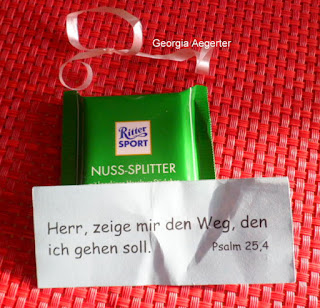 Georgia Aegerter
Ritter
SPORT
NUSS-SPLITTER
Herr, zeige mir den Weg, den
ich gehen soll. Psalm 25,4